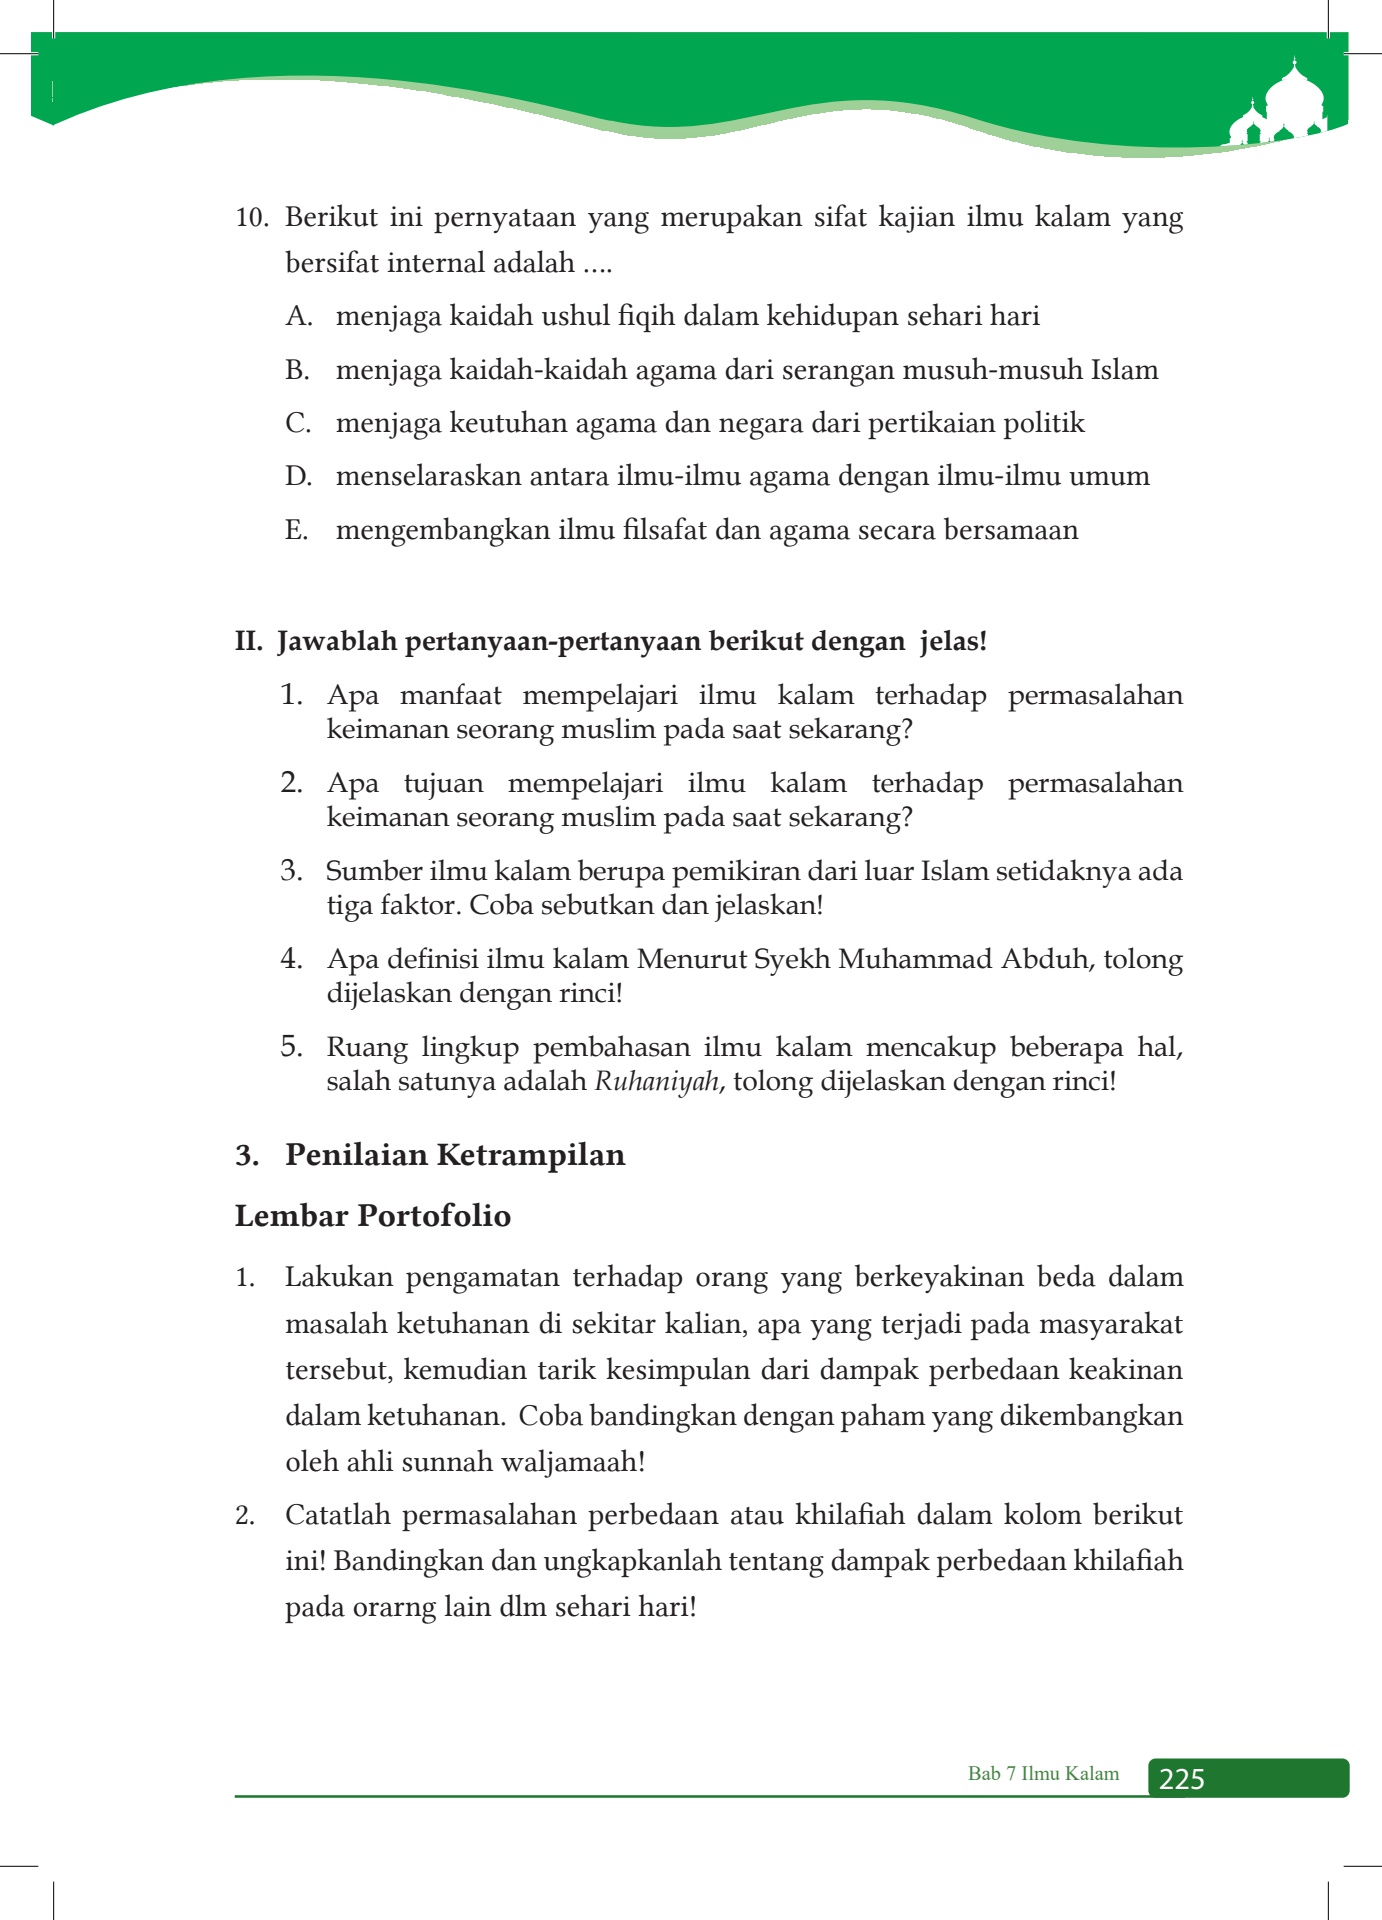 10. Berikut ini pernyataan yang merupakan sifat kajian ilmu kalam yang
bersifat internal adalah ....
A. menjaga kaidah ushul fiqih dalam kehidupan sehari hari
B. menjaga kaidah-kaidah agama dari serangan musuh-musuh Islam
C. menjaga keutuhan agama dan negara dari pertikaian politik
D. menselaraskan antara ilmu-ilmu agama dengan ilmu-ilmu umum
E. mengembangkan ilmu filsafat dan agama secara bersamaan
II. Jawablah pertanyaan-pertanyaan berikut dengan jelas!
1. Apa manfaat mempelajari ilmu kalam terhadap permasalahan
keimanan seorang muslim pada saat sekarang?
2. Apa tujuan mempelajari ilmu kalam terhadap permasalahan
keimanan seorang muslim pada saat sekarang?
3. Sumber ilmu kalam berupa pemikiran dari luar Islam setidaknya ada
tiga faktor. Coba sebutkan dan jelaskan!
4. Apa definisi ilmu kalam Menurut Syekh Muhammad Abduh, tolong
dijelaskan dengan rinci!
5. Ruang lingkup pembahasan ilmu kalam mencakup beberapa hal,
salah satunya adalah Ruhaniyah, tolong dijelaskan dengan rinci!
3. Penilaian Ketrampilan
Lembar Portofolio
1. Lakukan pengamatan terhadap orang yang berkeyakinan beda dalam
masalah ketuhanan di sekitar kalian, apa yang terjadi pada masyarakat
tersebut, kemudian tarik kesimpulan dari dampak perbedaan keakinan
dalam ketuhanan. Coba bandingkan dengan paham yang dikembangkan
oleh ahli sunnah waljamaah!
2. Catatlah permasalahan perbedaan atau khilafiah dalam kolom berikut
ini! Bandingkan dan ungkapkanlah tentang dampak perbedaan khilafiah
pada orarng lain dlm sehari hari!
Bab 7 Ilmu Kalam 225